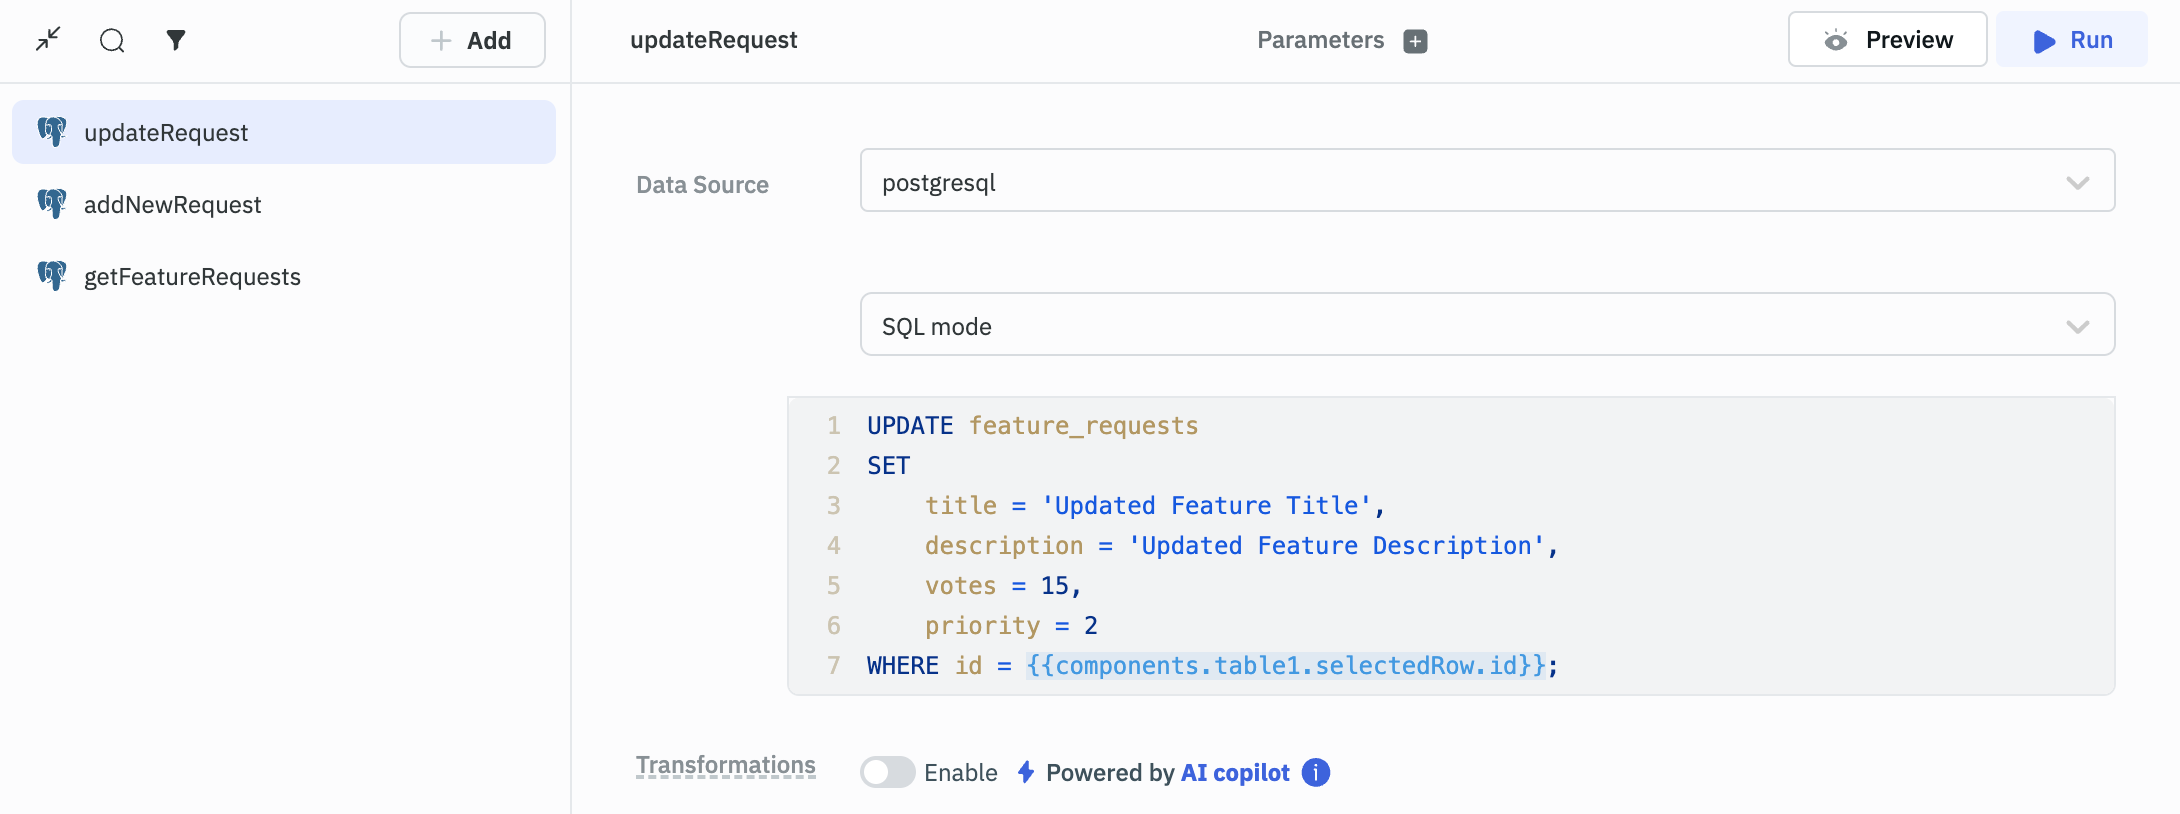 Add
updateRequest
Parameters
Preview
Run
updateRequest
addNewRequest
getFeatureRequests
Data Source
postgresql
SQL mode
1 UPDATE feature_requests
2 SET
3     title = 'Updated Feature Title',
4     description = 'Updated Feature Description',
5     votes = 15,
6     priority = 2
7 WHERE id = {{components.table1.selectedRow.id}};
Transformations
Enable
Powered by AI copilot